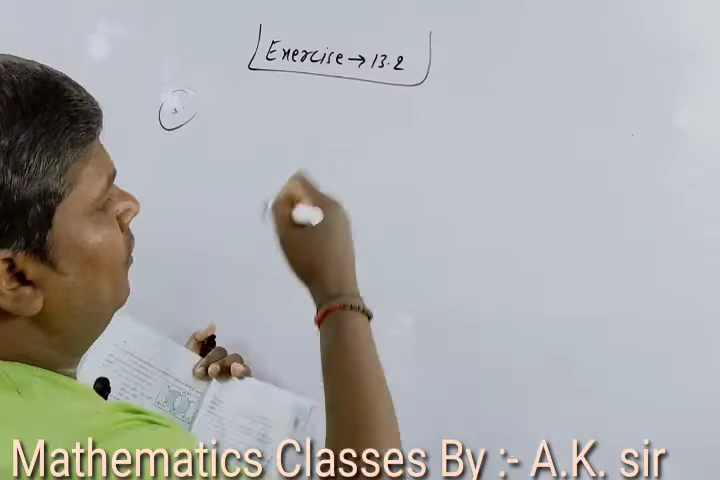 Exercise → 13.2
Mathematics Classes By :- A.K. sir